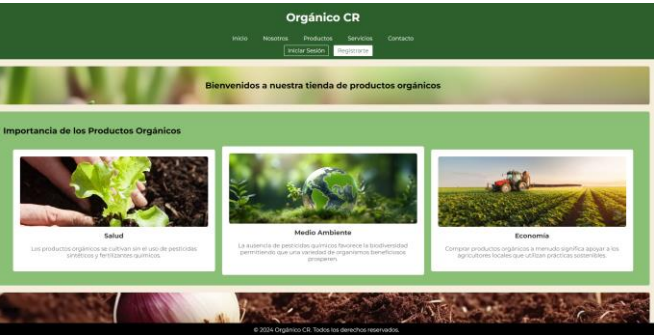 Orgánico CR
Inicio Nosotros Productos Servicios Contacto
Iniciar Sesión Registrarse
Bienvenidos a nuestra tienda de productos orgánicos
Importancia de los Productos Orgánicos
Salud
Los productos orgánicos se cultivan sin el uso de pesticidas
sintéticos y fertilizantes químicos.
Medio Ambiente
La ausencia de pesticidas químicos favorece la biodiversidad
permitiendo que una variedad de organismos beneficiosos
prosperen.
Economía
Comprar productos orgánicos a menudo significa apoyar a los
agricultores locales que utilizan prácticas sostenibles.
© 2024 Orgánico CR. Todos los derechos reservados.